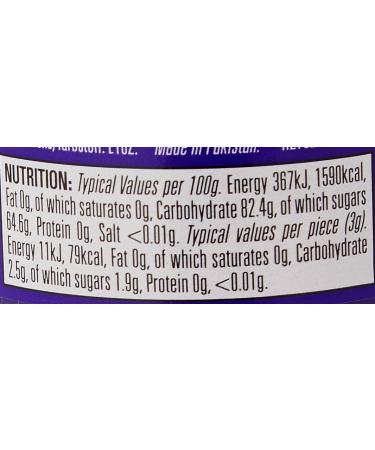 Made in Pakistan.
NUTRITION: Typical Values per 100g. Energy 367kJ, 1590kcal,
Fat 0g, of which saturates 0g, Carbohydrate 82.4g, of which sugars
64.6g, Protein 0g, Salt <0.01g. Typical values per piece (3g).
Energy 11kJ, 79kcal, Fat 0g, of which saturates 0g, Carbohydrate
2.5g, of which sugars 1.9g, Protein 0g, <0.01g.